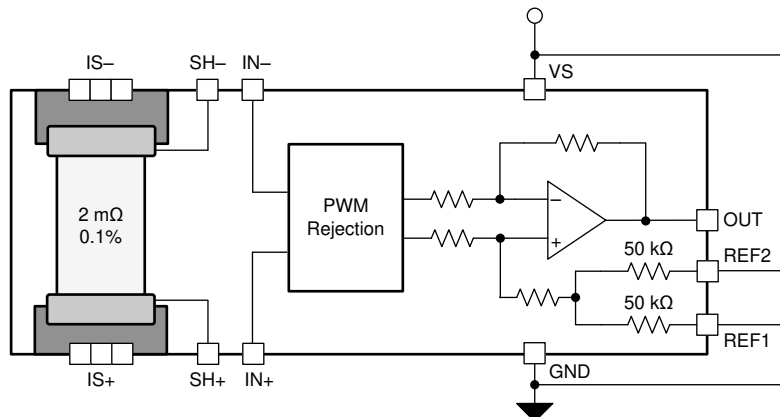 IS– SH– IN– VS
2 mΩ
0.1%
PWM
Rejection
–
+
OUT
50 kΩ
REF2
50 kΩ
REF1
IS+ SH+ IN+ GND